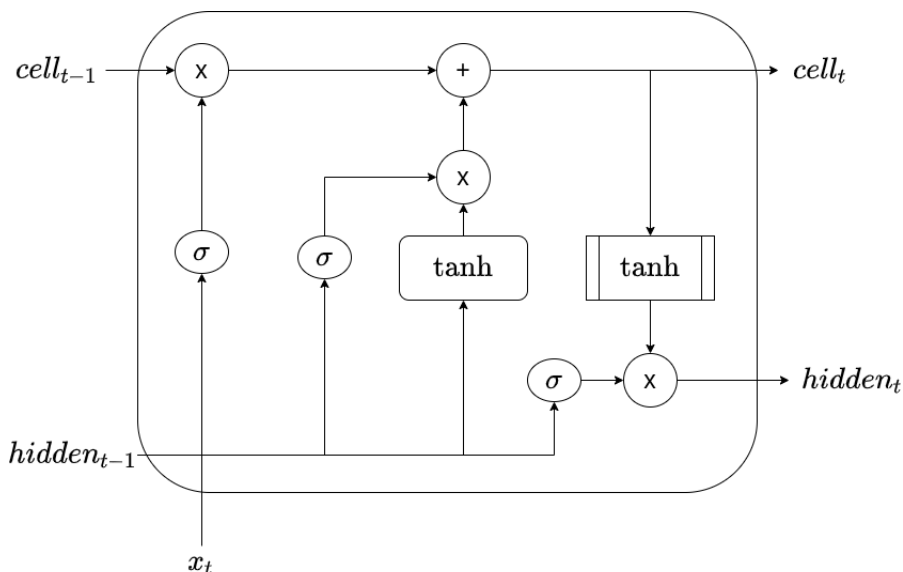 cell_{t−1}
x
+
cell_t
x
σ
σ
tanh
tanh
σ
x
hidden_t
hidden_{t−1}
x_t